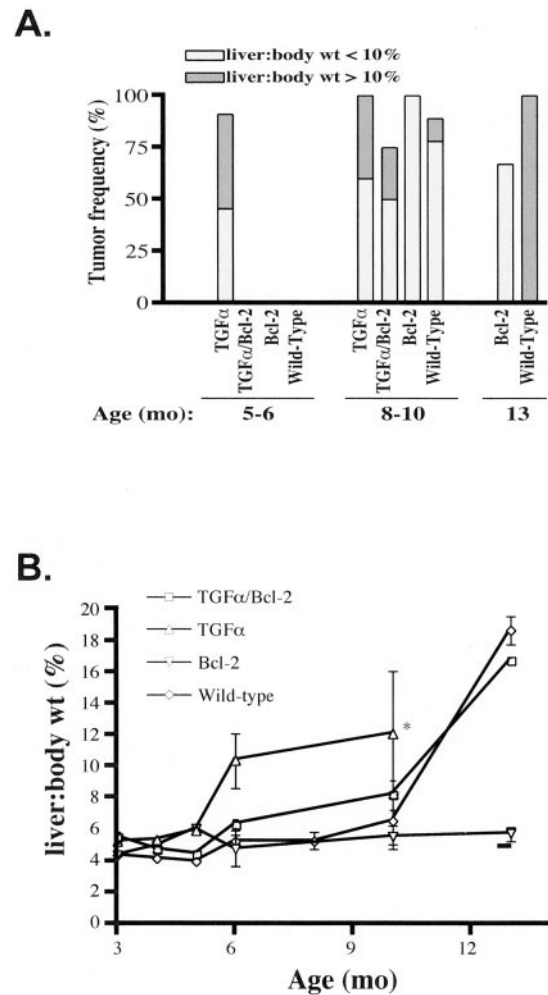 A.
liver:body wt < 10%
liver:body wt > 10%
Tumor frequency (%)
100
75
50
25
0
TGFα
TGFα/Bcl-2
Bcl-2
Wild-Type
TGFα
TGFα/Bcl-2
Bcl-2
Wild-Type
Bcl-2
Wild-Type
Age (mo): 5-6 8-10 13
B.
TGFα/Bcl-2
TGFα
Bcl-2
Wild-type
liver:body wt (%)
20
18
16
14
12
10
8
6
4
2
0
*
3 6 9 12
Age (mo)